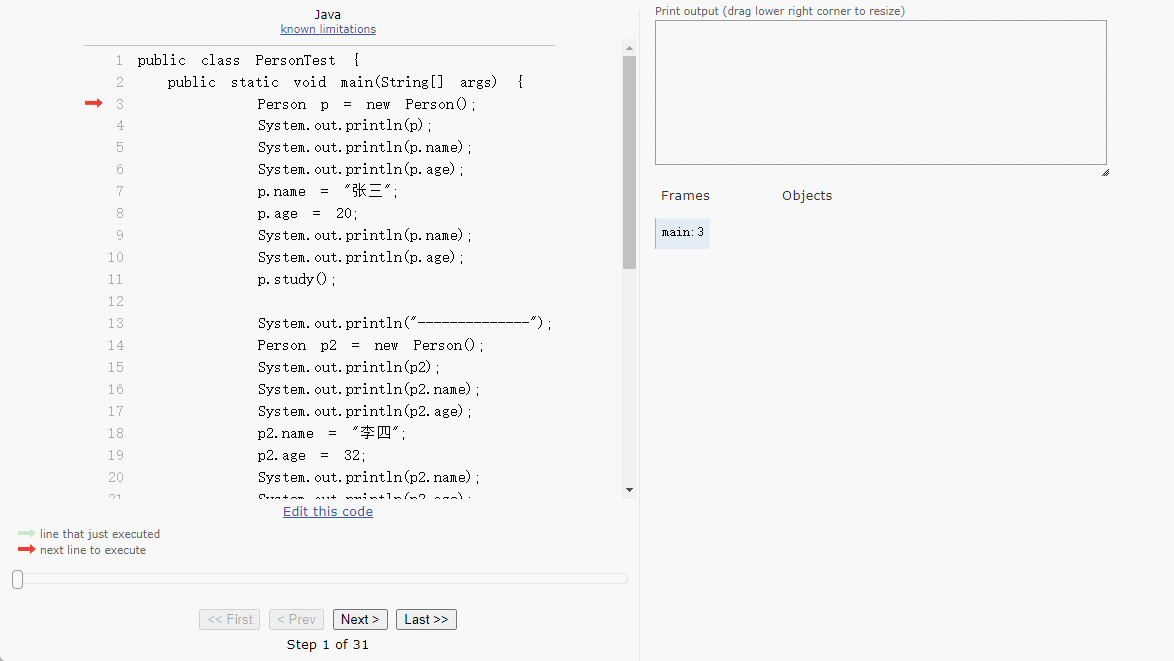 Java
known limitations
1 public class PersonTest {
2 public static void main(String[] args) {
3 Person p = new Person();
4 System.out.println(p);
5 System.out.println(p.name);
6 System.out.println(p.age);
7 p.name = "张三";
8 p.age = 20;
9 System.out.println(p.name);
10 System.out.println(p.age);
11 p.study();
12
13 System.out.println("--------------");
14 Person p2 = new Person();
15 System.out.println(p2);
16 System.out.println(p2.name);
17 System.out.println(p2.age);
18 p2.name = "李四";
19 p2.age = 32;
20 System.out.println(p2.name);
21 System.out.println(p2.age);
Edit this code
line that just executed
next line to execute
<< First < Prev Next > Last >>
Step 1 of 31
Print output (drag lower right corner to resize)
Frames Objects
main:3